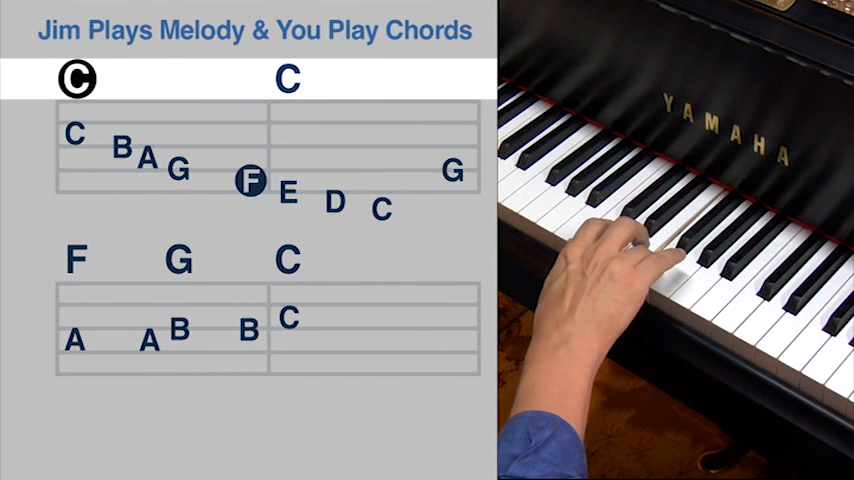 Jim Plays Melody & You Play Chords
C C
C B A G F E D C G
F G C
A A B B C
YAMAHA